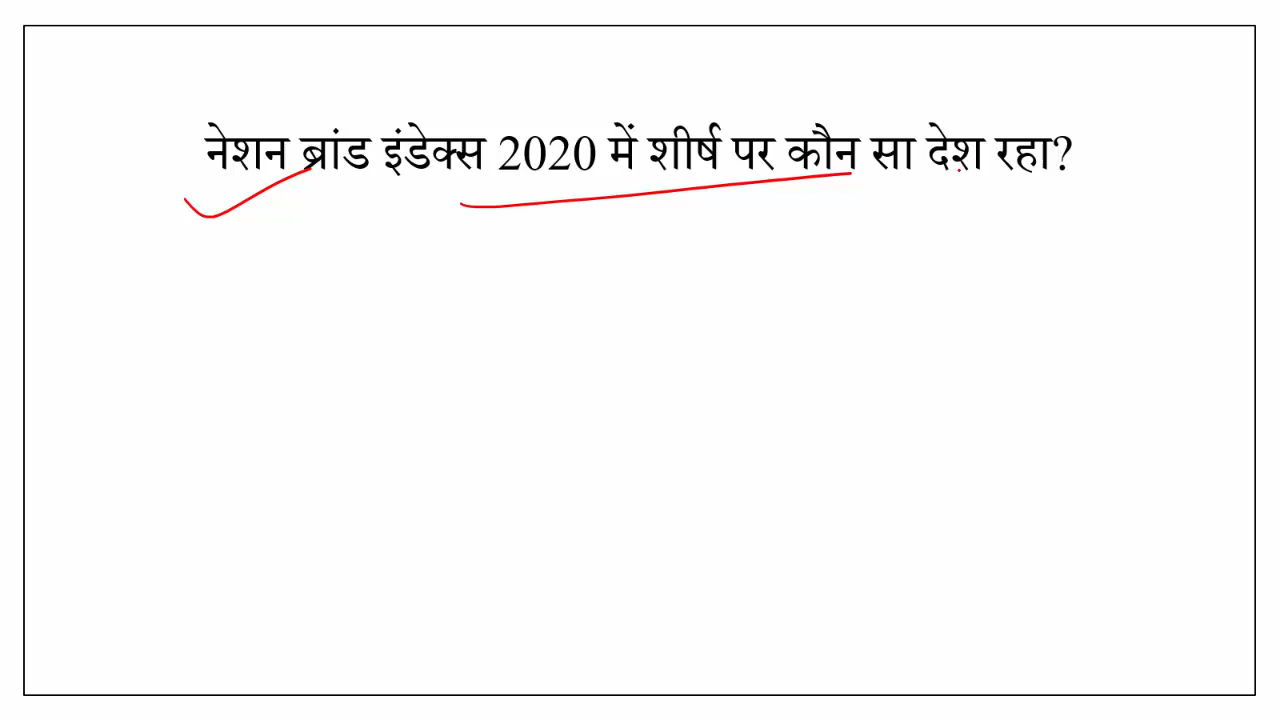 नेशन ब्रांड इंडेक्स 2020 में शीर्ष पर कौन सा देश रहा?